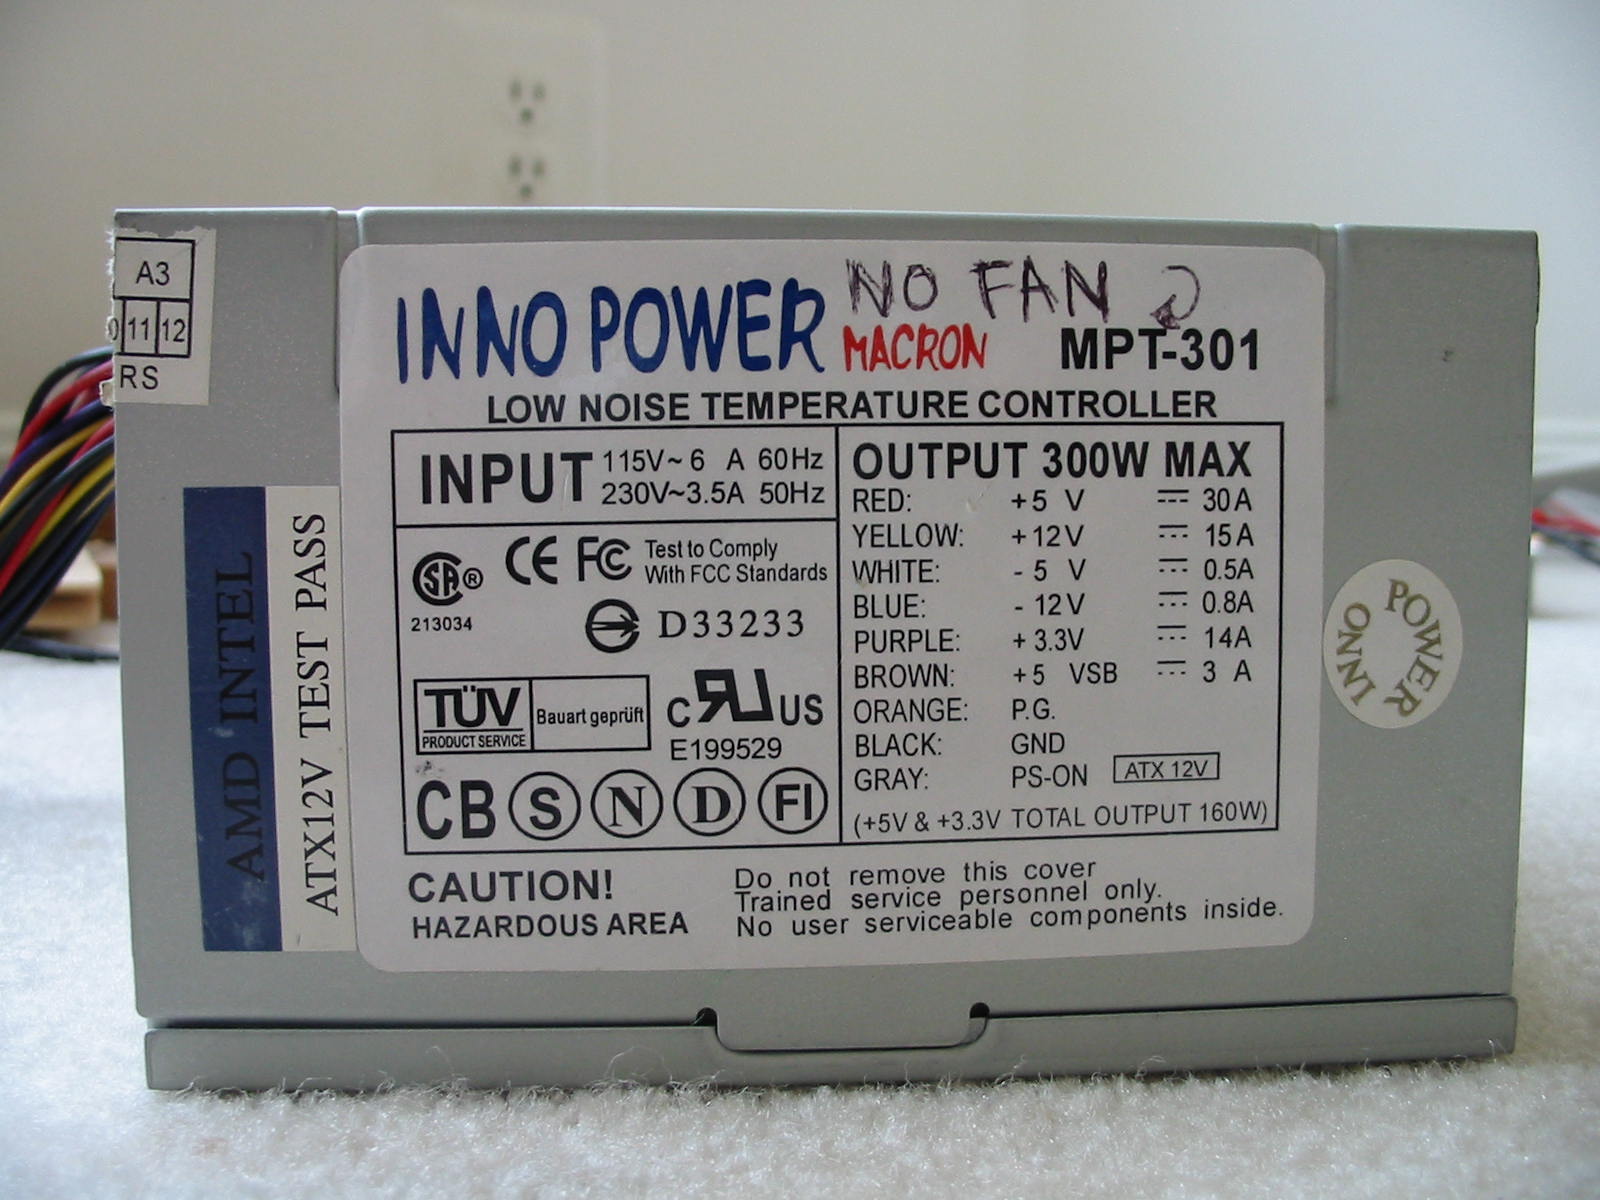 A3
11 12
RS
NO FAN
INNO POWER MACRON MPT-301
LOW NOISE TEMPERATURE CONTROLLER
INPUT 115V~ 6 A 60Hz
230V~3.5A 50Hz
OUTPUT 300W MAX
RED: +5 V ⎓ 30A
YELLOW: +12V ⎓ 15A
WHITE: - 5 V ⎓ 0.5A
BLUE: - 12V ⎓ 0.8A
PURPLE: +3.3V ⎓ 14A
BROWN: +5 VSB ⎓ 3 A
ORANGE: P.G.
BLACK: GND
GRAY: PS-ON ATX 12V
(+5V & +3.3V TOTAL OUTPUT 160W)
SA ® CE FC Test to Comply
With FCC Standards
213034
D33233
TÜV
PRODUCT SERVICE
Bauart geprüft
C RU US
E199529
CB S N D FI
CAUTION!
HAZARDOUS AREA
Do not remove this cover
Trained service personnel only.
No user serviceable components inside.
AMD INTEL
ATX12V TEST PASS
INNO POWER